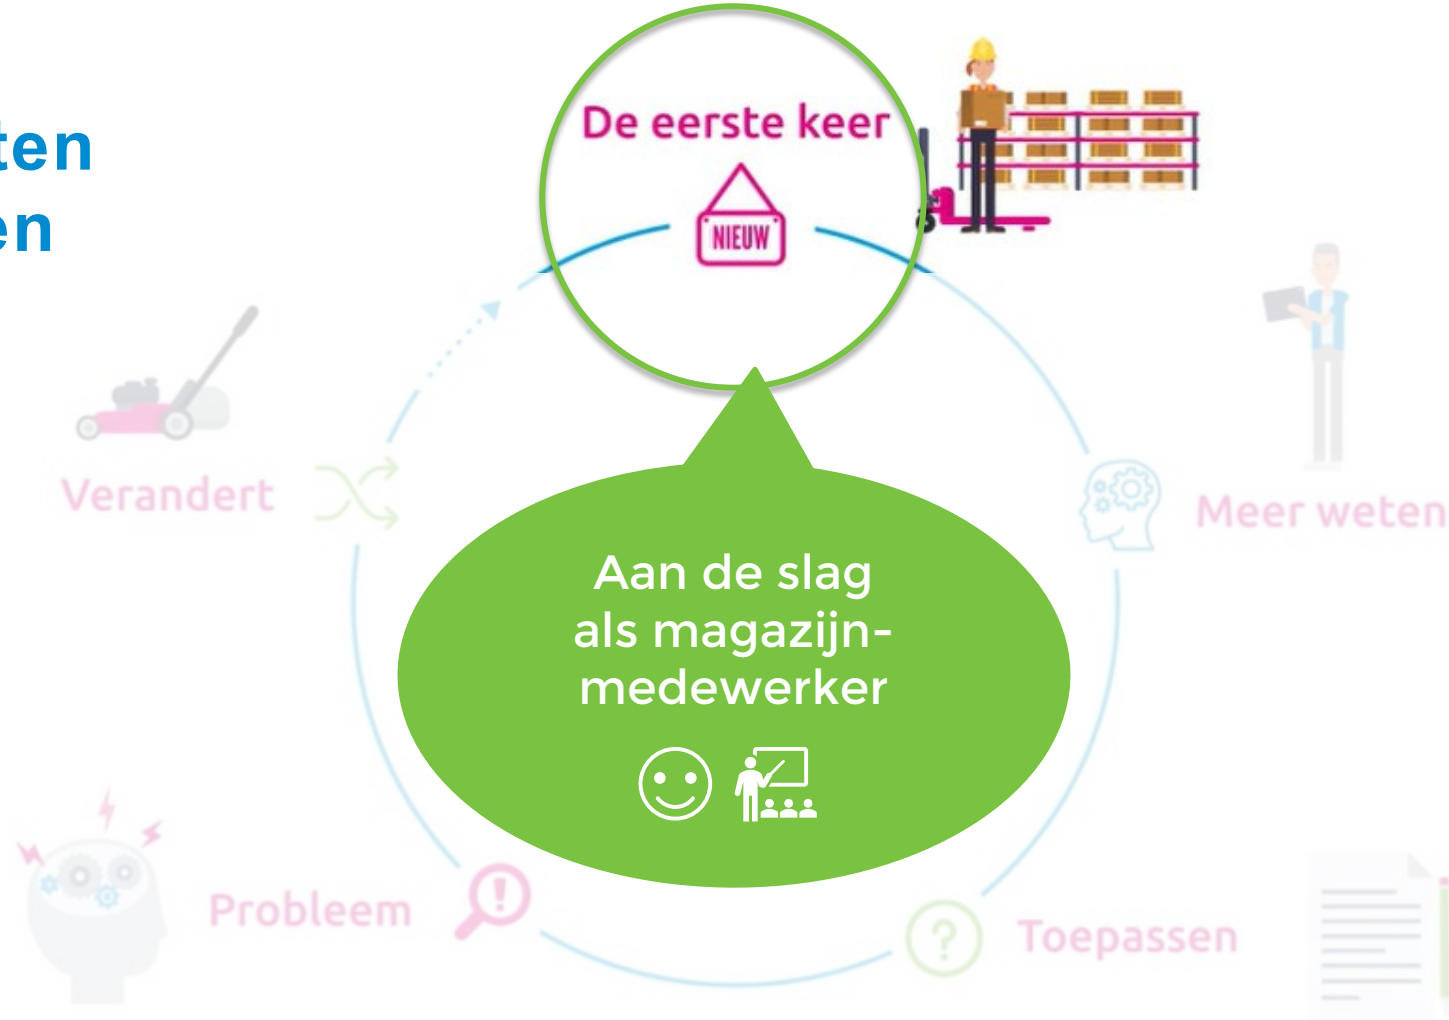 ten
en
De eerste keer
NIEUW
Verandert
Meer weten
Aan de slag
als magazijn-
medewerker
Probleem
Toepassen